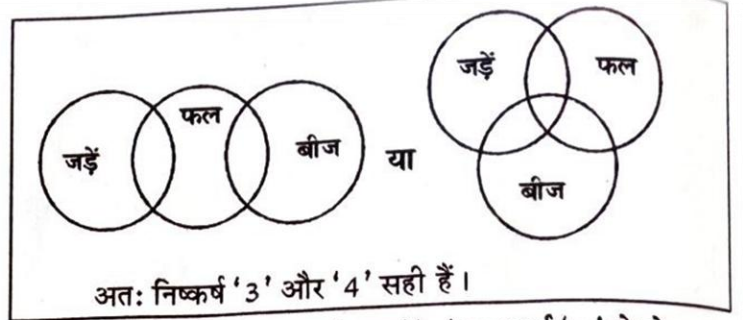 जड़ें
फल
बीज
या
जड़ें
फल
बीज
अतः निष्कर्ष '3' और '4' सही हैं।